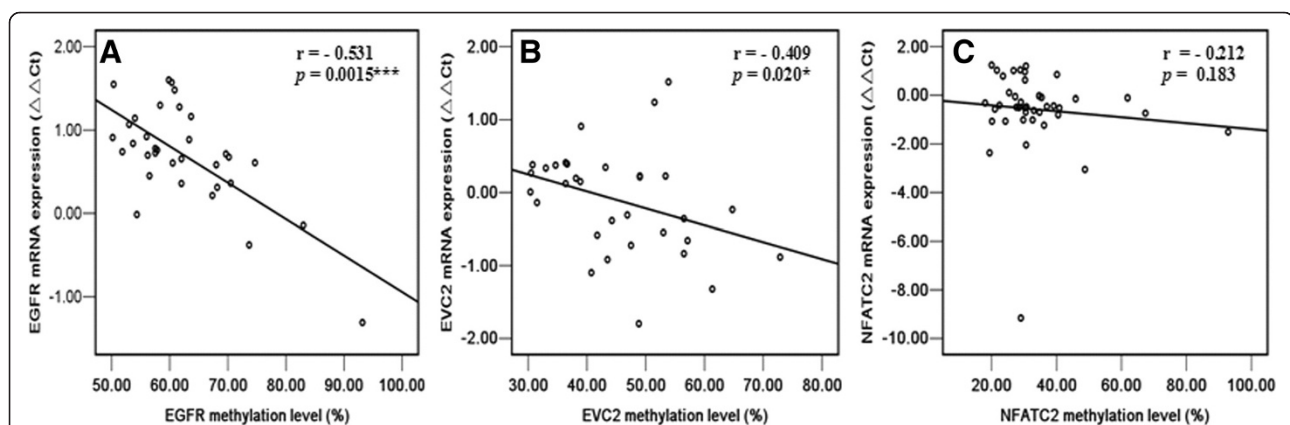 A
r = - 0.531
p = 0.0015***
EGFR mRNA expression (△△Ct)
2.00
1.00
0.00
-1.00
50.00 60.00 70.00 80.00 90.00 100.00
EGFR methylation level (%)
B
r = - 0.409
p = 0.020*
EVC2 mRNA expression (△△Ct)
2.00
1.00
0.00
-1.00
-2.00
30.00 40.00 50.00 60.00 70.00 80.00
EVC2 methylation level (%)
C
r = - 0.212
p = 0.183
NFATC2 mRNA expression (△△Ct)
2.00
0.00
-2.00
-4.00
-6.00
-8.00
-10.00
20.00 40.00 60.00 80.00 100.00
NFATC2 methylation level (%)